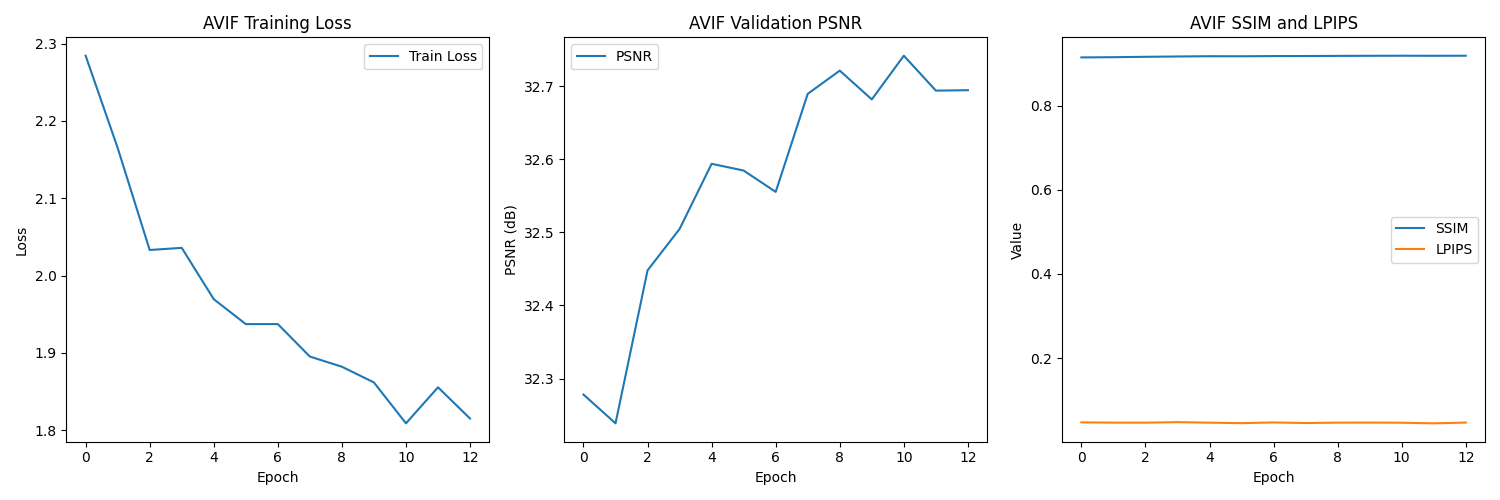 AVIF Training Loss
2.3
2.2
2.1
2.0
1.9
1.8
Loss
Train Loss
0 2 4 6 8 10 12
Epoch
AVIF Validation PSNR
32.7
32.6
32.5
32.4
32.3
PSNR (dB)
PSNR
0 2 4 6 8 10 12
Epoch
AVIF SSIM and LPIPS
0.8
0.6
0.4
0.2
Value
SSIM
LPIPS
0 2 4 6 8 10 12
Epoch